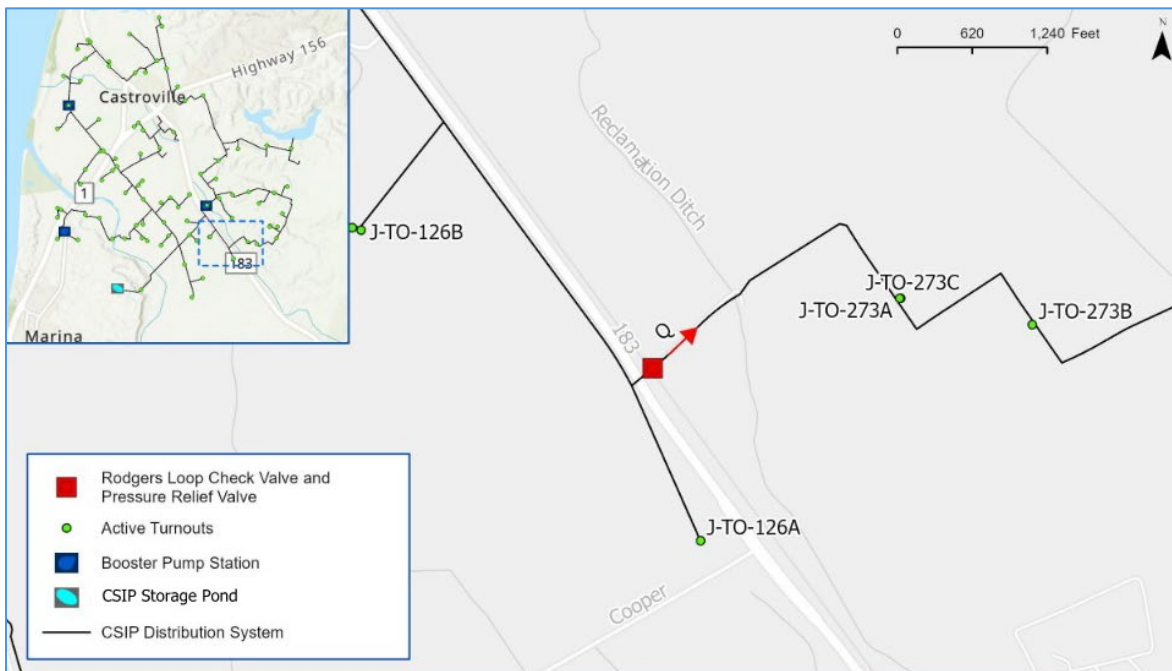 Highway 156
Castroville
1
183
Marina
0 620 1,240 Feet
N
Reclamation Ditch
J-TO-126B
183
Q
J-TO-273C
J-TO-273A
J-TO-273B
J-TO-126A
Cooper
Rodgers Loop Check Valve and
Pressure Relief Valve
Active Turnouts
Booster Pump Station
CSIP Storage Pond
CSIP Distribution System